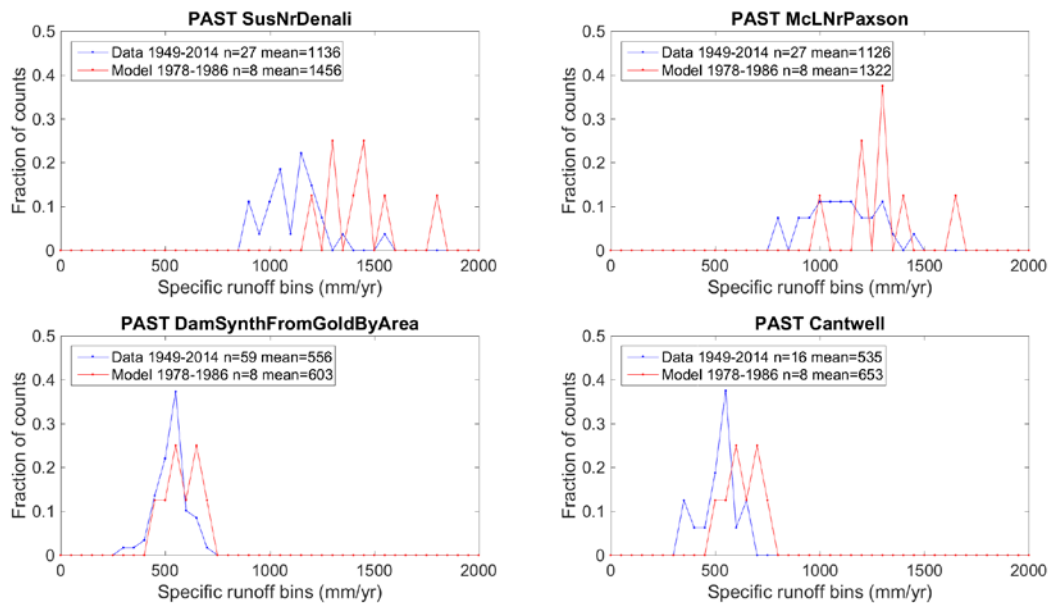 PAST SusNrDenali
0.5
0.4
0.3
0.2
0.1
0
Fraction of counts
Data 1949-2014 n=27 mean=1136
Model 1978-1986 n=8 mean=1456
0 500 1000 1500 2000
Specific runoff bins (mm/yr)
PAST McLNrPaxson
0.5
0.4
0.3
0.2
0.1
0
Fraction of counts
Data 1949-2014 n=27 mean=1126
Model 1978-1986 n=8 mean=1322
0 500 1000 1500 2000
Specific runoff bins (mm/yr)
PAST DamSynthFromGoldByArea
0.5
0.4
0.3
0.2
0.1
0
Fraction of counts
Data 1949-2014 n=59 mean=556
Model 1978-1986 n=8 mean=603
0 500 1000 1500 2000
Specific runoff bins (mm/yr)
PAST Cantwell
0.5
0.4
0.3
0.2
0.1
0
Fraction of counts
Data 1949-2014 n=16 mean=535
Model 1978-1986 n=8 mean=653
0 500 1000 1500 2000
Specific runoff bins (mm/yr)